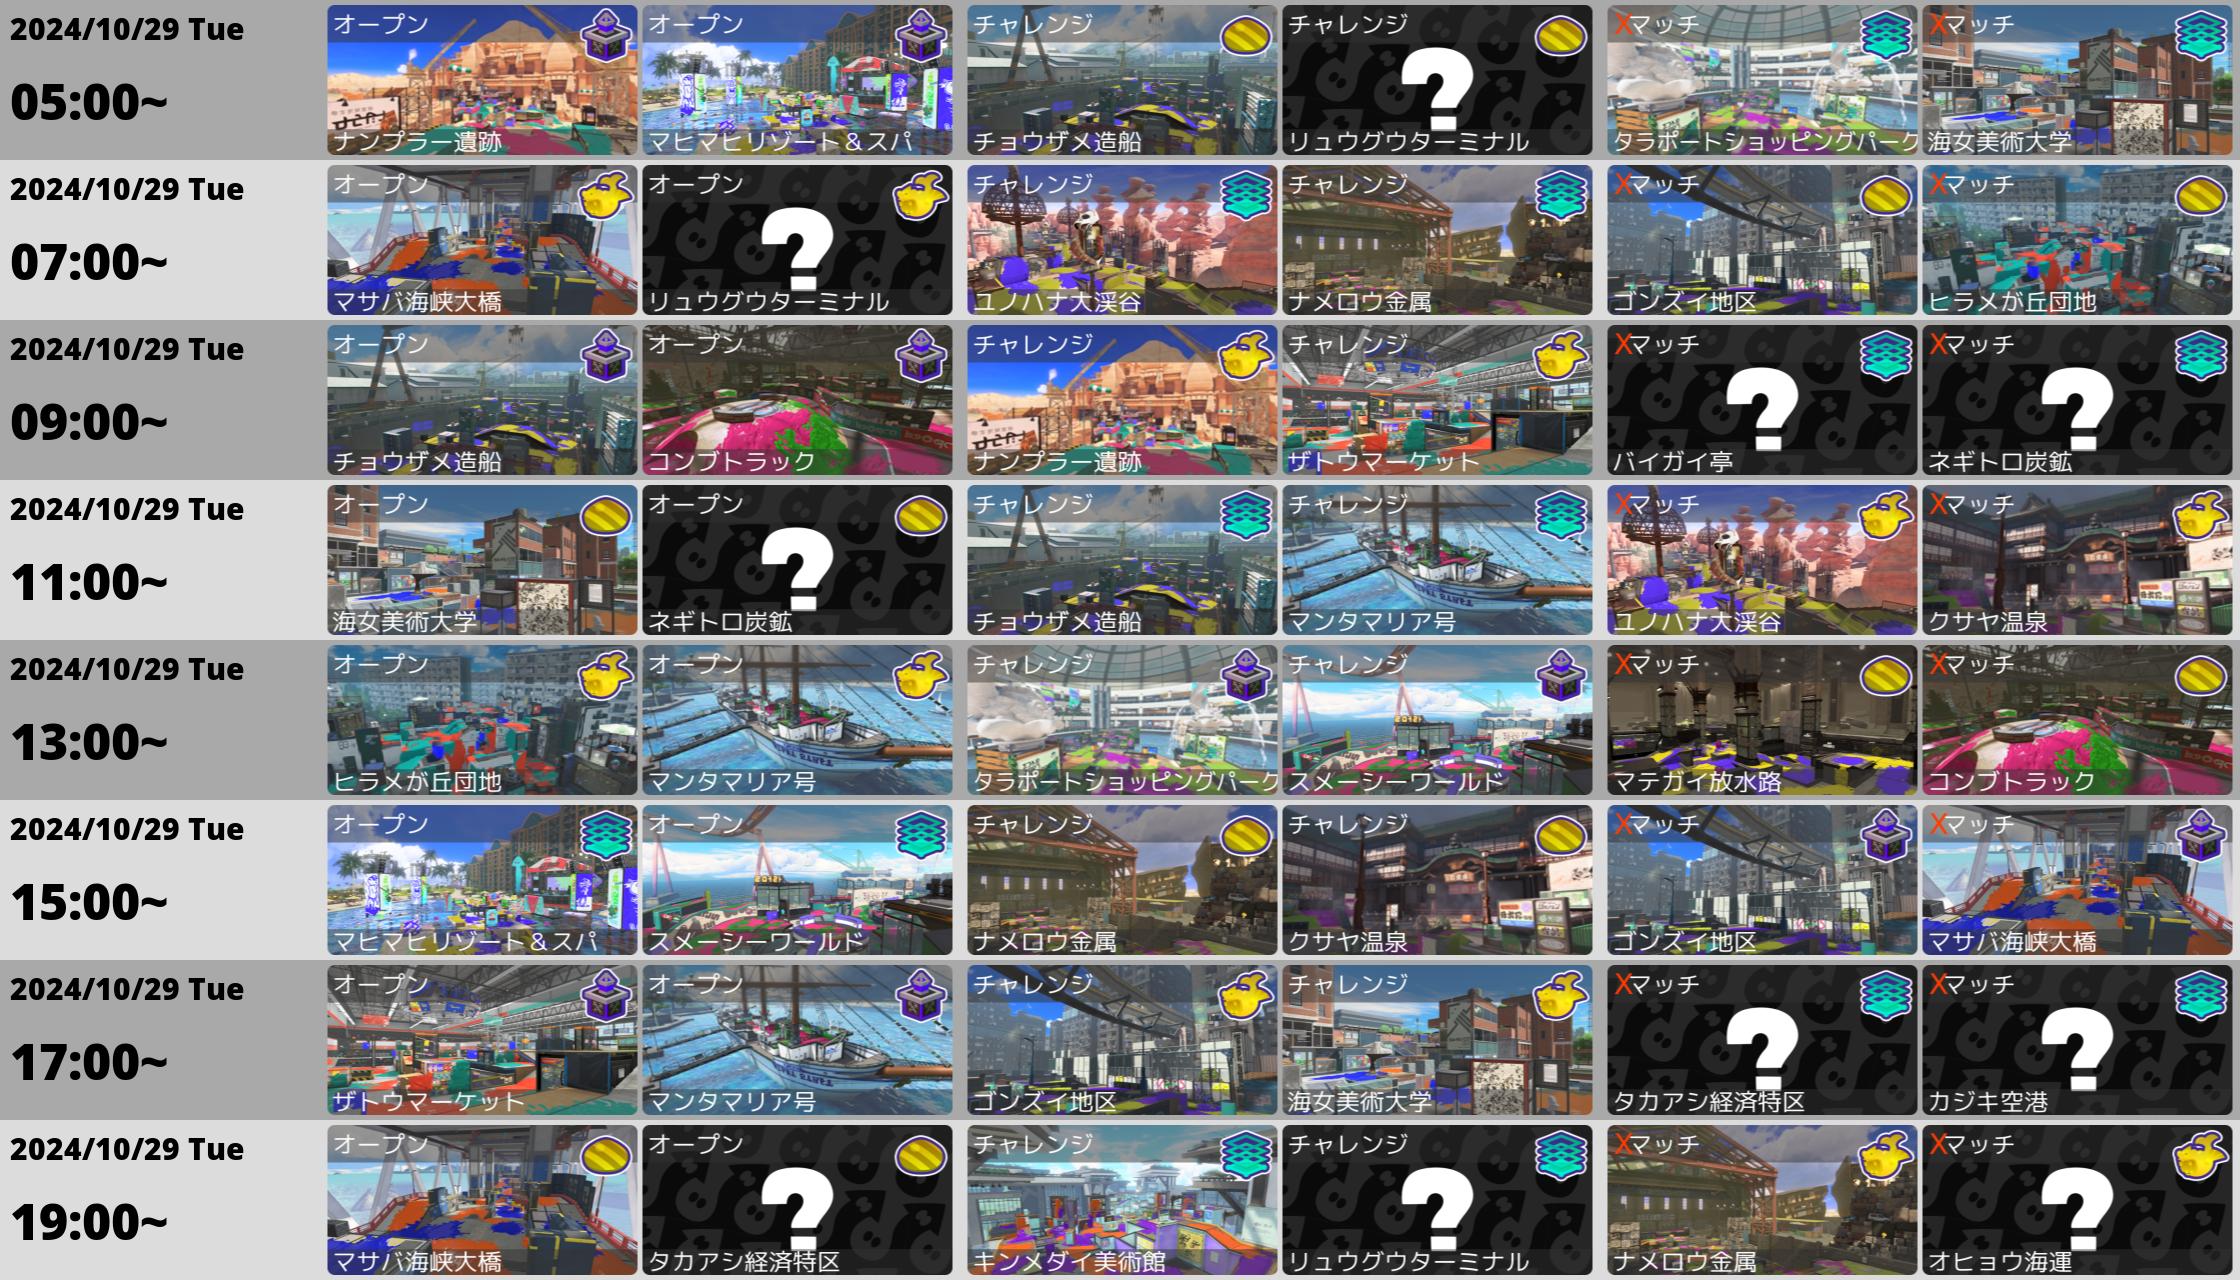 2024/10/29 Tue
05:00~
オープン
ナンプラー遺跡
オープン
マヒマヒリゾート＆スパ
チャレンジ
チョウザメ造船
チャレンジ
リュウグウターミナル
Xマッチ
タラポートショッピングパーク
Xマッチ
海女美術大学
2024/10/29 Tue
07:00~
オープン
マサバ海峡大橋
オープン
リュウグウターミナル
チャレンジ
ユノハナ大渓谷
チャレンジ
ナメロウ金属
Xマッチ
ゴンズイ地区
Xマッチ
ヒラメが丘団地
2024/10/29 Tue
09:00~
オープン
チョウザメ造船
オープン
コンブトラック
チャレンジ
ナンプラー遺跡
チャレンジ
ザトウマーケット
Xマッチ
バイガイ亭
Xマッチ
ネギトロ炭鉱
2024/10/29 Tue
11:00~
オープン
海女美術大学
オープン
ネギトロ炭鉱
チャレンジ
チョウザメ造船
チャレンジ
マンタマリア号
Xマッチ
ユノハナ大渓谷
Xマッチ
クサヤ温泉
2024/10/29 Tue
13:00~
オープン
ヒラメが丘団地
オープン
マンタマリア号
チャレンジ
タラポートショッピングパーク
チャレンジ
スメーシーワールド
Xマッチ
マテガイ放水路
Xマッチ
コンブトラック
2024/10/29 Tue
15:00~
オープン
マヒマヒリゾート＆スパ
オープン
スメーシーワールド
チャレンジ
ナメロウ金属
チャレンジ
クサヤ温泉
Xマッチ
ゴンズイ地区
Xマッチ
マサバ海峡大橋
2024/10/29 Tue
17:00~
オープン
ザトウマーケット
オープン
マンタマリア号
チャレンジ
ゴンズイ地区
チャレンジ
海女美術大学
Xマッチ
タカアシ経済特区
Xマッチ
カジキ空港
2024/10/29 Tue
19:00~
オープン
マサバ海峡大橋
オープン
タカアシ経済特区
チャレンジ
キンメダイ美術館
チャレンジ
リュウグウターミナル
Xマッチ
ナメロウ金属
Xマッチ
オヒョウ海運